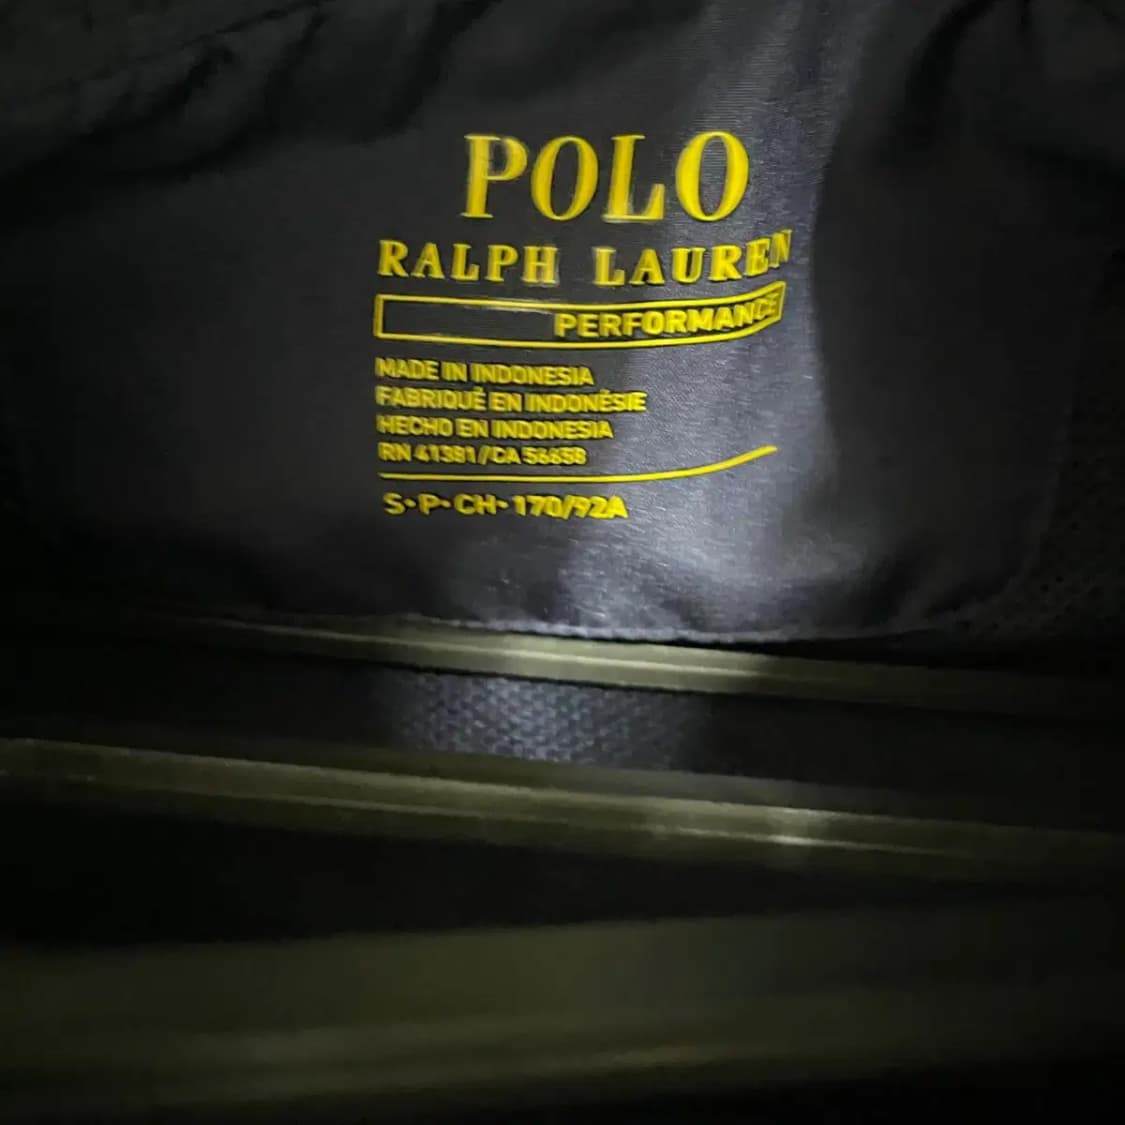 POLO
RALPH LAUREN
PERFORMANCE
MADE IN INDONESIA
FABRIQUÉ EN INDONÉSIE
HECHO EN INDONESIA
RN 41381/CA 56658
S•P•CH•170/92A